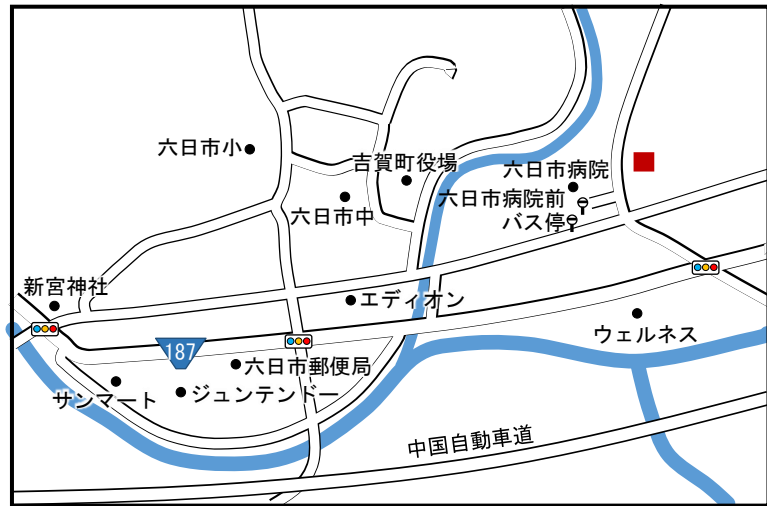 六日市小
吉賀町役場
六日市病院
六日市病院前
バス停
六日市中
新宮神社
エディオン
ウェルネス
187
六日市郵便局
サンマート
ジュンテンドー
中国自動車道